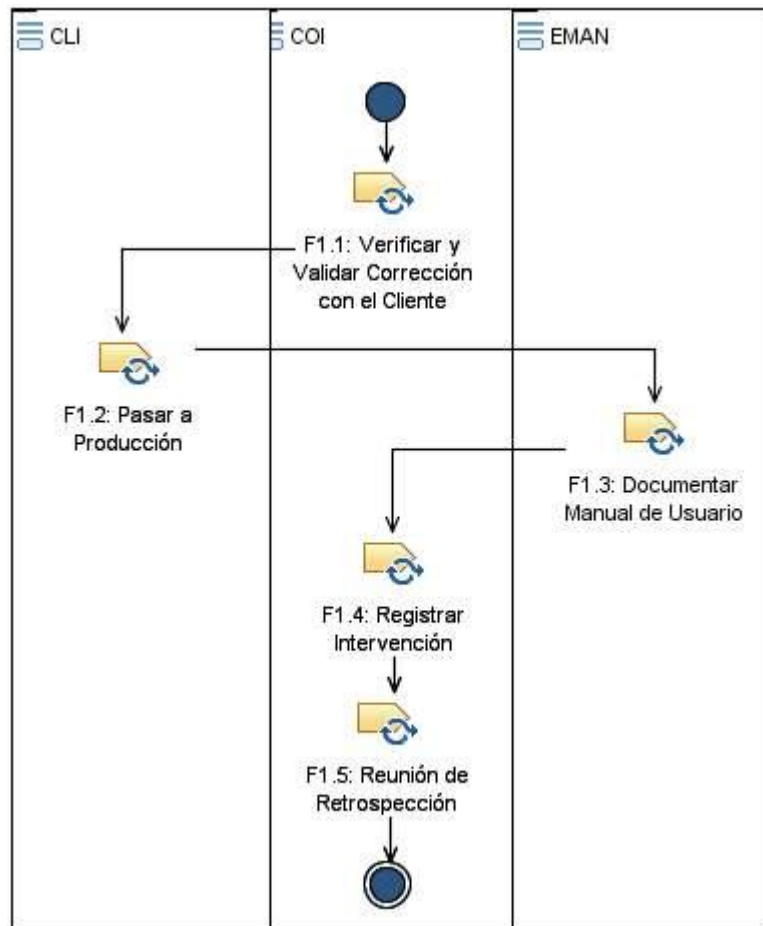 CLI
COI
EMAN
F1.1: Verificar y
Validar Corrección
con el Cliente
F1.2: Pasar a
Producción
F1.3: Documentar
Manual de Usuario
F1.4: Registrar
Intervención
F1.5: Reunión de
Retrospección